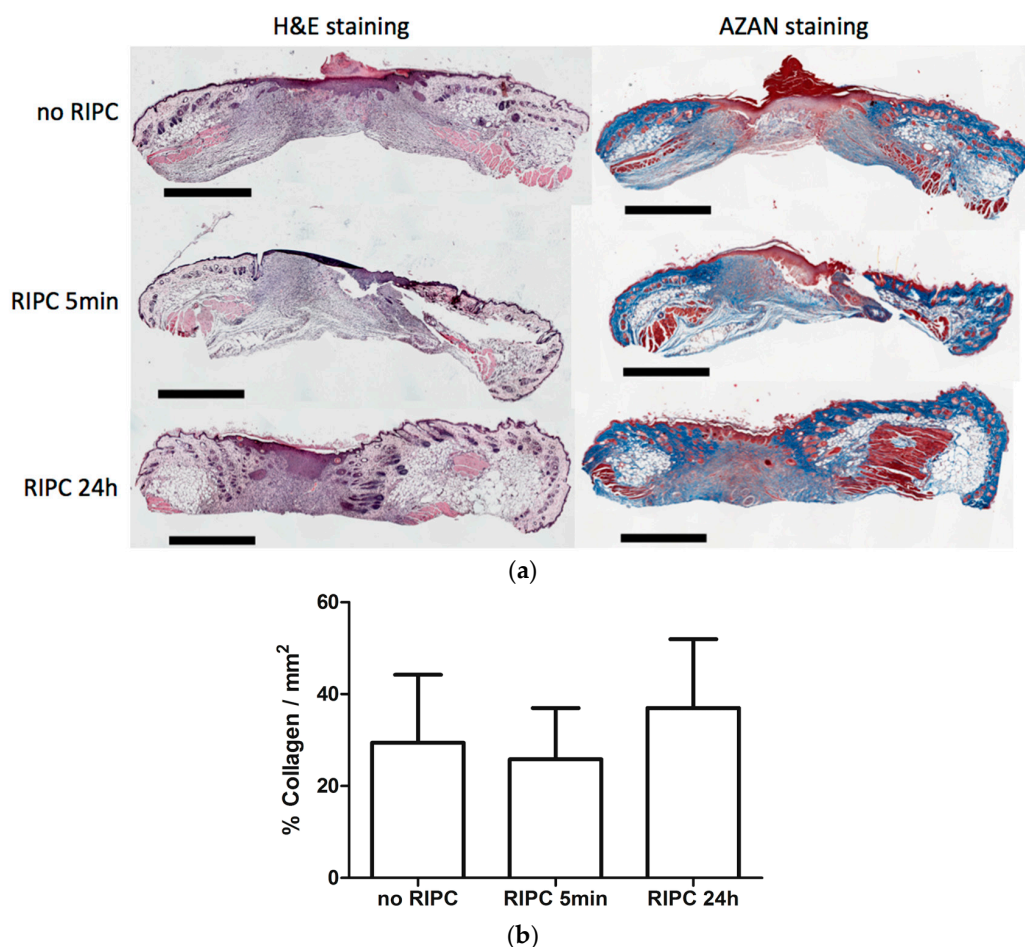 H&E staining
AZAN staining
no RIPC
RIPC 5min
RIPC 24h
(a)
60
40
20
0
% Collagen / mm²
no RIPC
RIPC 5min
RIPC 24h
(b)